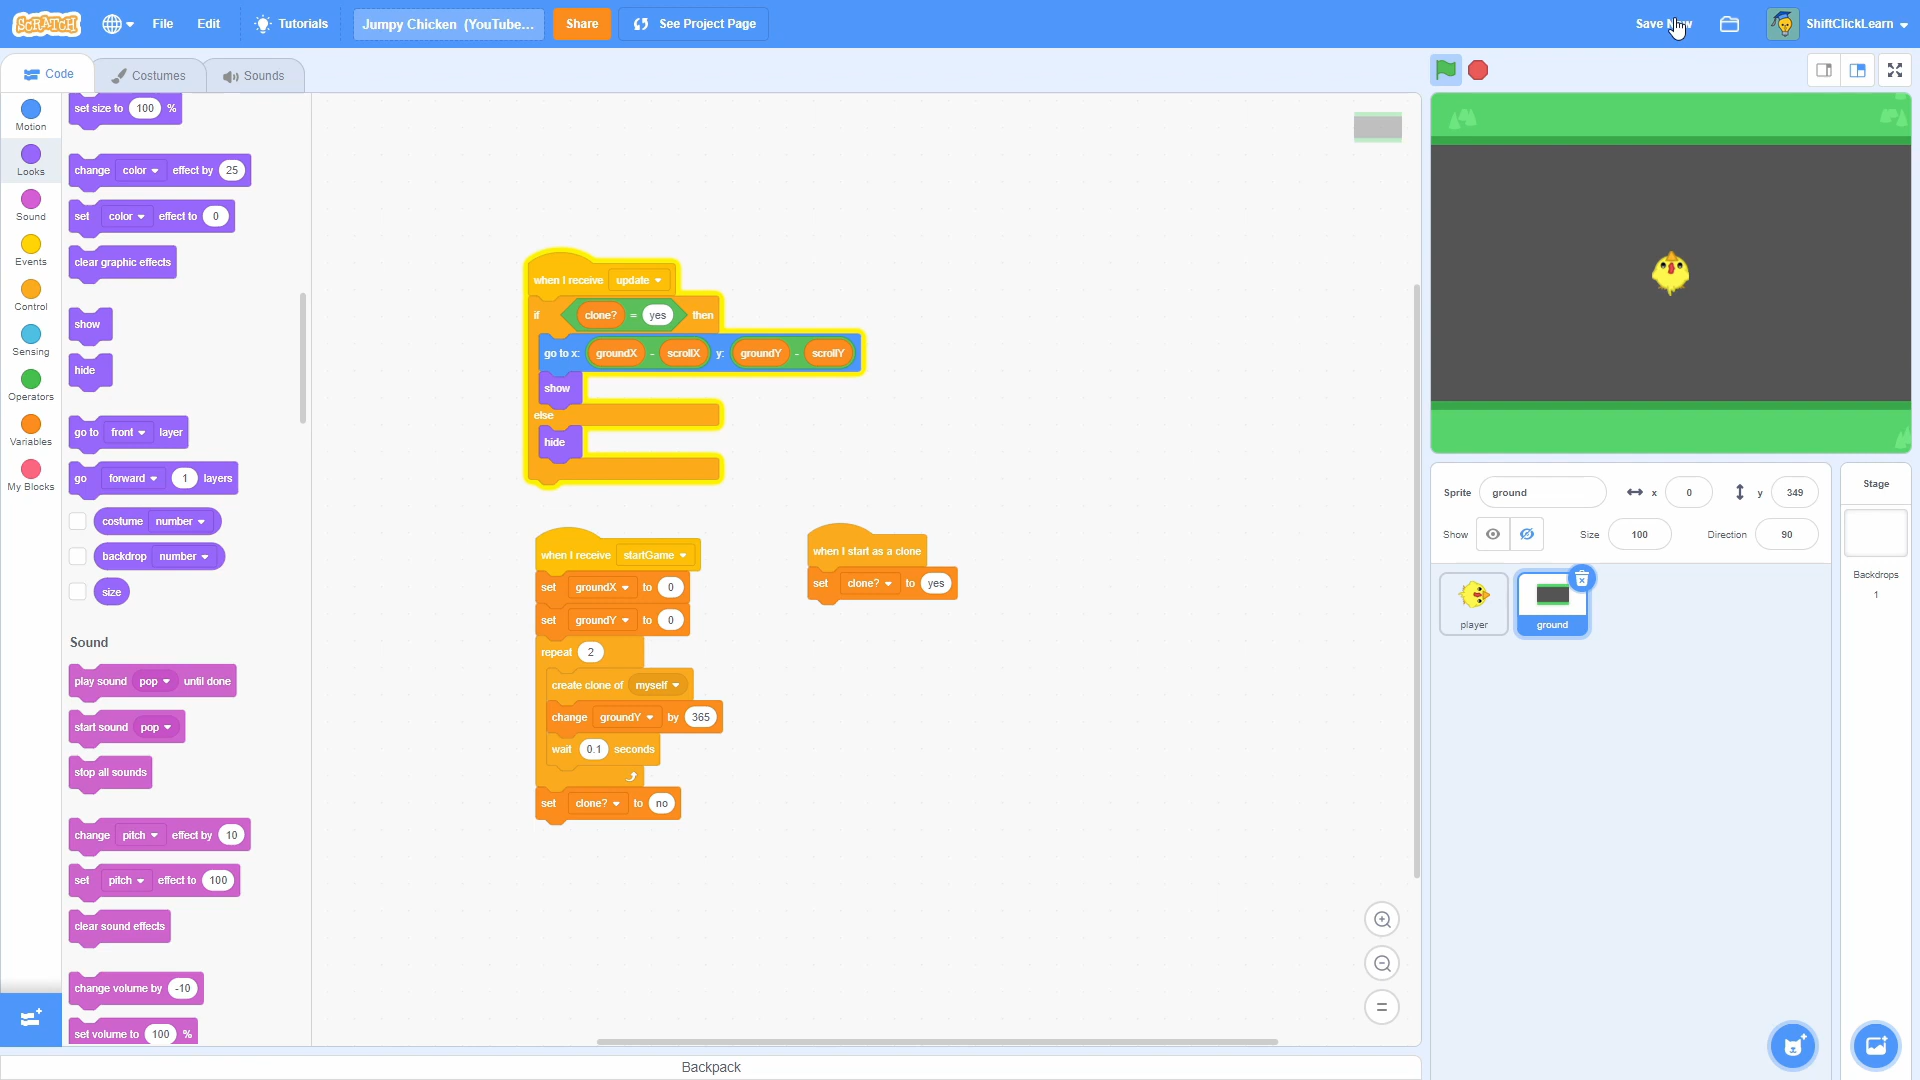 SCRATCH File Edit Tutorials Jumpy Chicken (YouTube... Share See Project Page ShiftClickLearn
Code Costumes Sounds
Motion
Looks
Sound
Events
Control
Sensing
Operators
Variables
My Blocks
set size to 100 %
change color effect by 25
set color effect to 0
clear graphic effects
show
hide
go to front layer
go forward 1 layers
costume number
backdrop number
size
Sound
play sound pop until done
start sound pop
stop all sounds
change pitch effect by 10
set pitch effect to 100
clear sound effects
change volume by -10
set volume to 100 %
when I receive update
if clone? = yes then
go to x: groundX - scrollX y: groundY - scrollY
show
else
hide
when I receive startGame
set groundX to 0
set groundY to 0
repeat 2
create clone of myself
change groundY by 365
wait 0.1 seconds
set clone? to no
when I start as a clone
set clone? to yes
Sprite ground x 0 y 349
Show Size 100 Direction 90
player
ground
Stage
Backdrops
1
Backpack